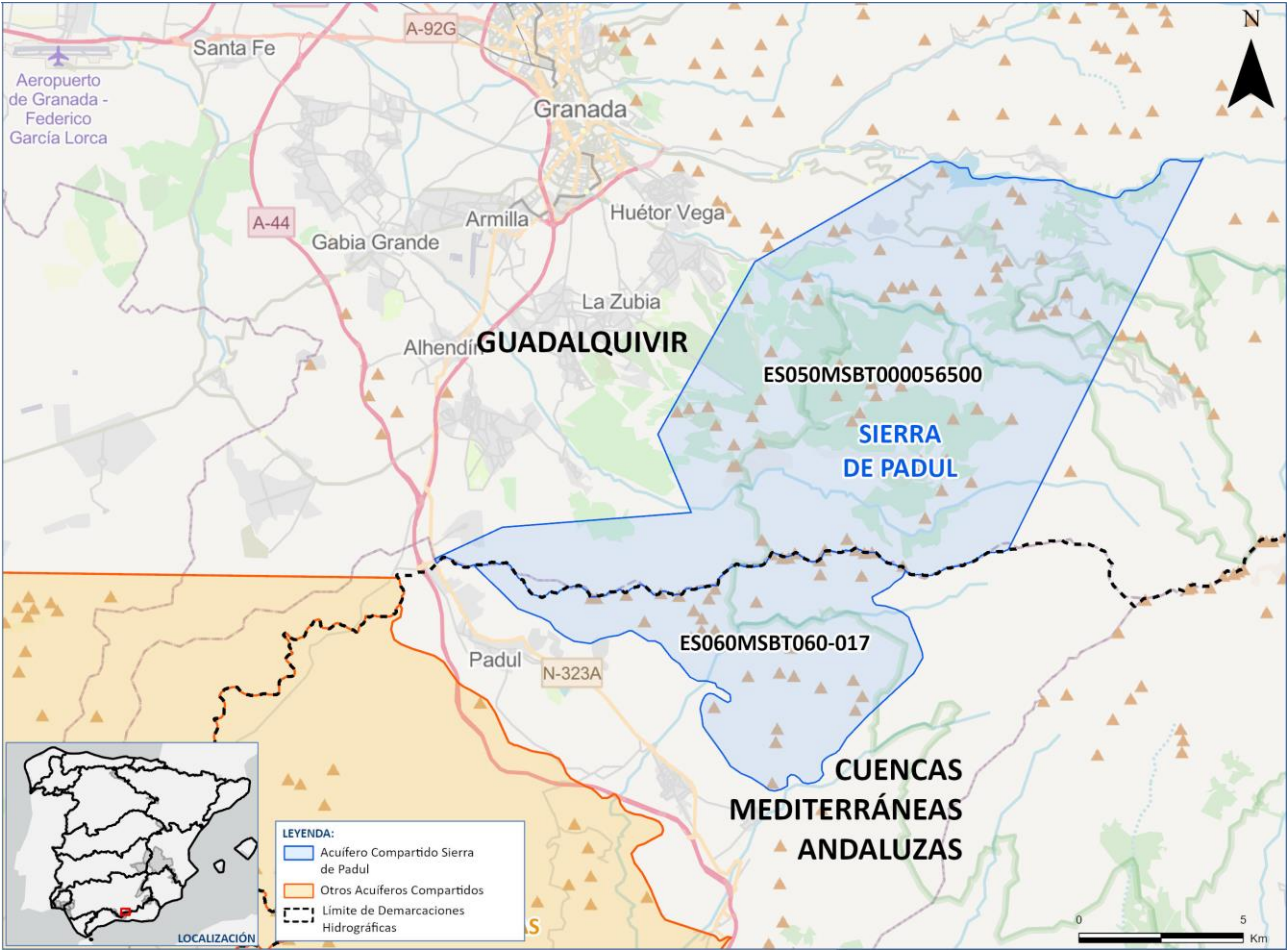 N
A-92G
Santa Fe
Aeropuerto
de Granada -
Federico
García Lorca
Granada
A-44
Armilla
Huétor Vega
Gabia Grande
La Zubia
Alhendín
GUADALQUIVIR
ES050MSBT000056500
SIERRA
DE PADUL
ES060MSBT060-017
Padul
N-323A
CUENCAS
MEDITERRÁNEAS
ANDALUZAS
LEYENDA:
Acuífero Compartido Sierra
de Padul
Otros Acuíferos Compartidos
Límite de Demarcaciones
Hidrográficas
AS
LOCALIZACIÓN
0 5
Km